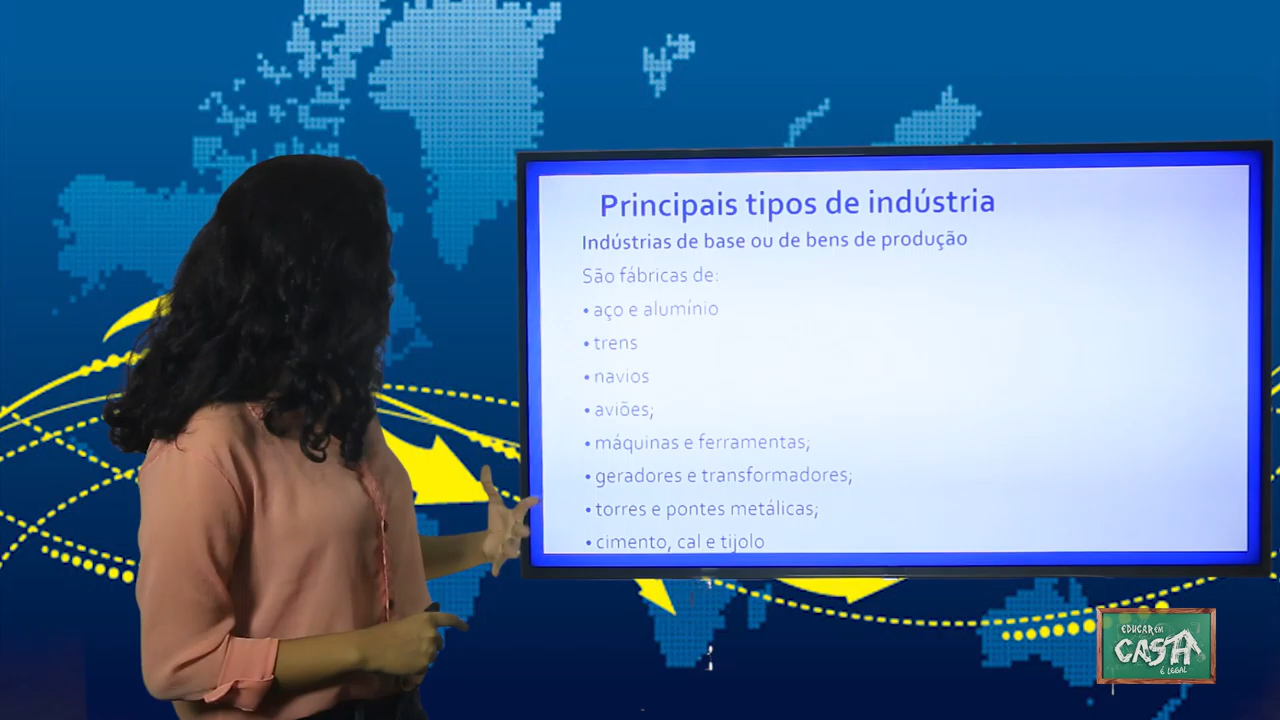 Principais tipos de indústria
Indústrias de base ou de bens de produção
São fábricas de:
• aço e alumínio
• trens
• navios
• aviões;
• máquinas e ferramentas;
• geradores e transformadores;
• torres e pontes metálicas;
• cimento, cal e tijolo
EDUCAR EM
CASA
É LEGAL